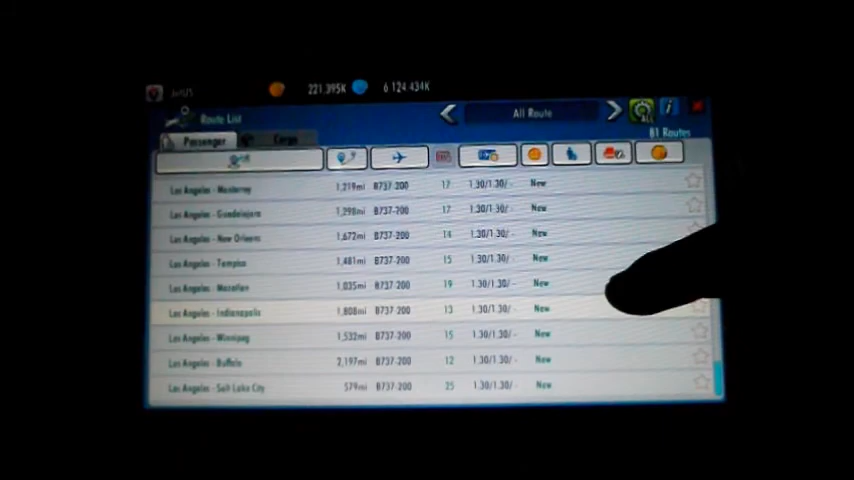 JetUS 221.395K 6 124.434K
Route List All Route ALL i
81 Routes
Passenger Cargo
Los Angeles - Monterrey 1,219mi B737-200 17 1.30/1.30/- New
Los Angeles - Guadalajara 1,298mi B737-200 17 1.30/1.30/- New
Los Angeles - New Orleans 1,672mi B737-200 14 1.30/1.30/- New
Los Angeles - Tampico 1,481mi B737-200 15 1.30/1.30/- New
Los Angeles - Mazatlan 1,035mi B737-200 19 1.30/1.30/- New
Los Angeles - Indianapolis 1,808mi B737-200 13 1.30/1.30/- New
Los Angeles - Winnipeg 1,532mi B737-200 15 1.30/1.30/- New
Los Angeles - Buffalo 2,197mi B737-200 12 1.30/1.30/- New
Los Angeles - Salt Lake City 579mi B737-200 25 1.30/1.30/- New